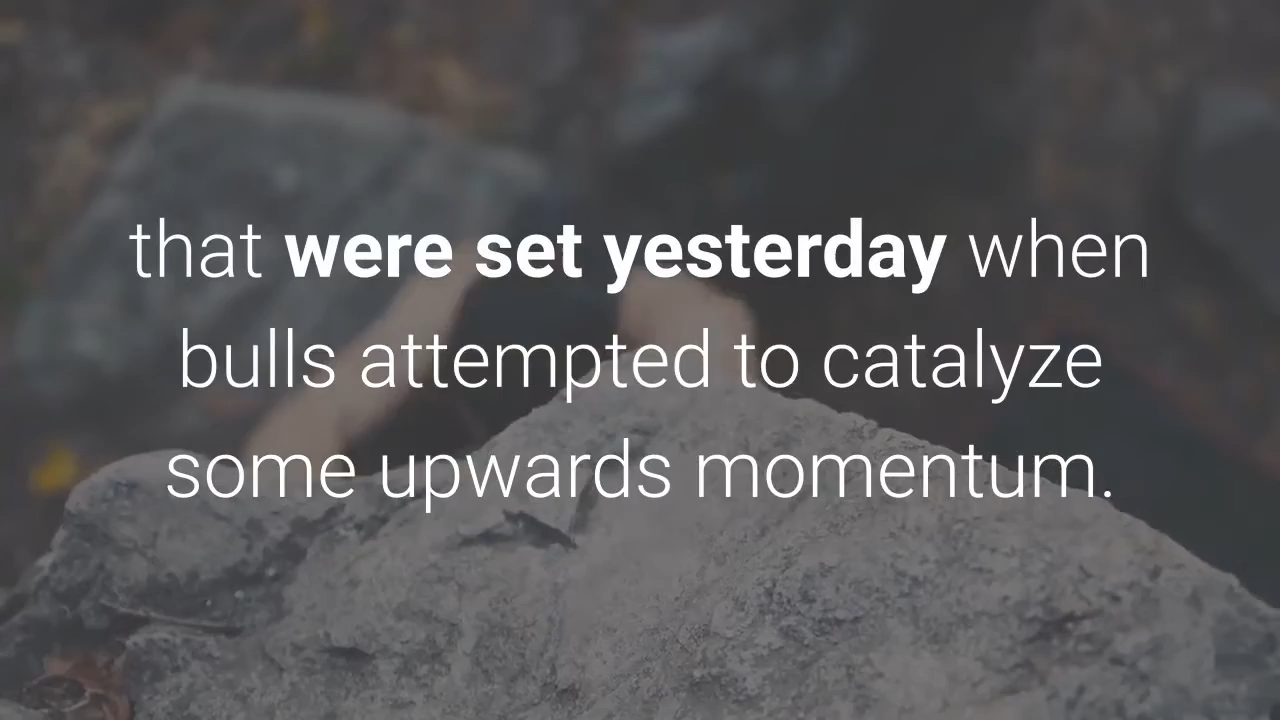 that were set yesterday when
bulls attempted to catalyze
some upwards momentum.